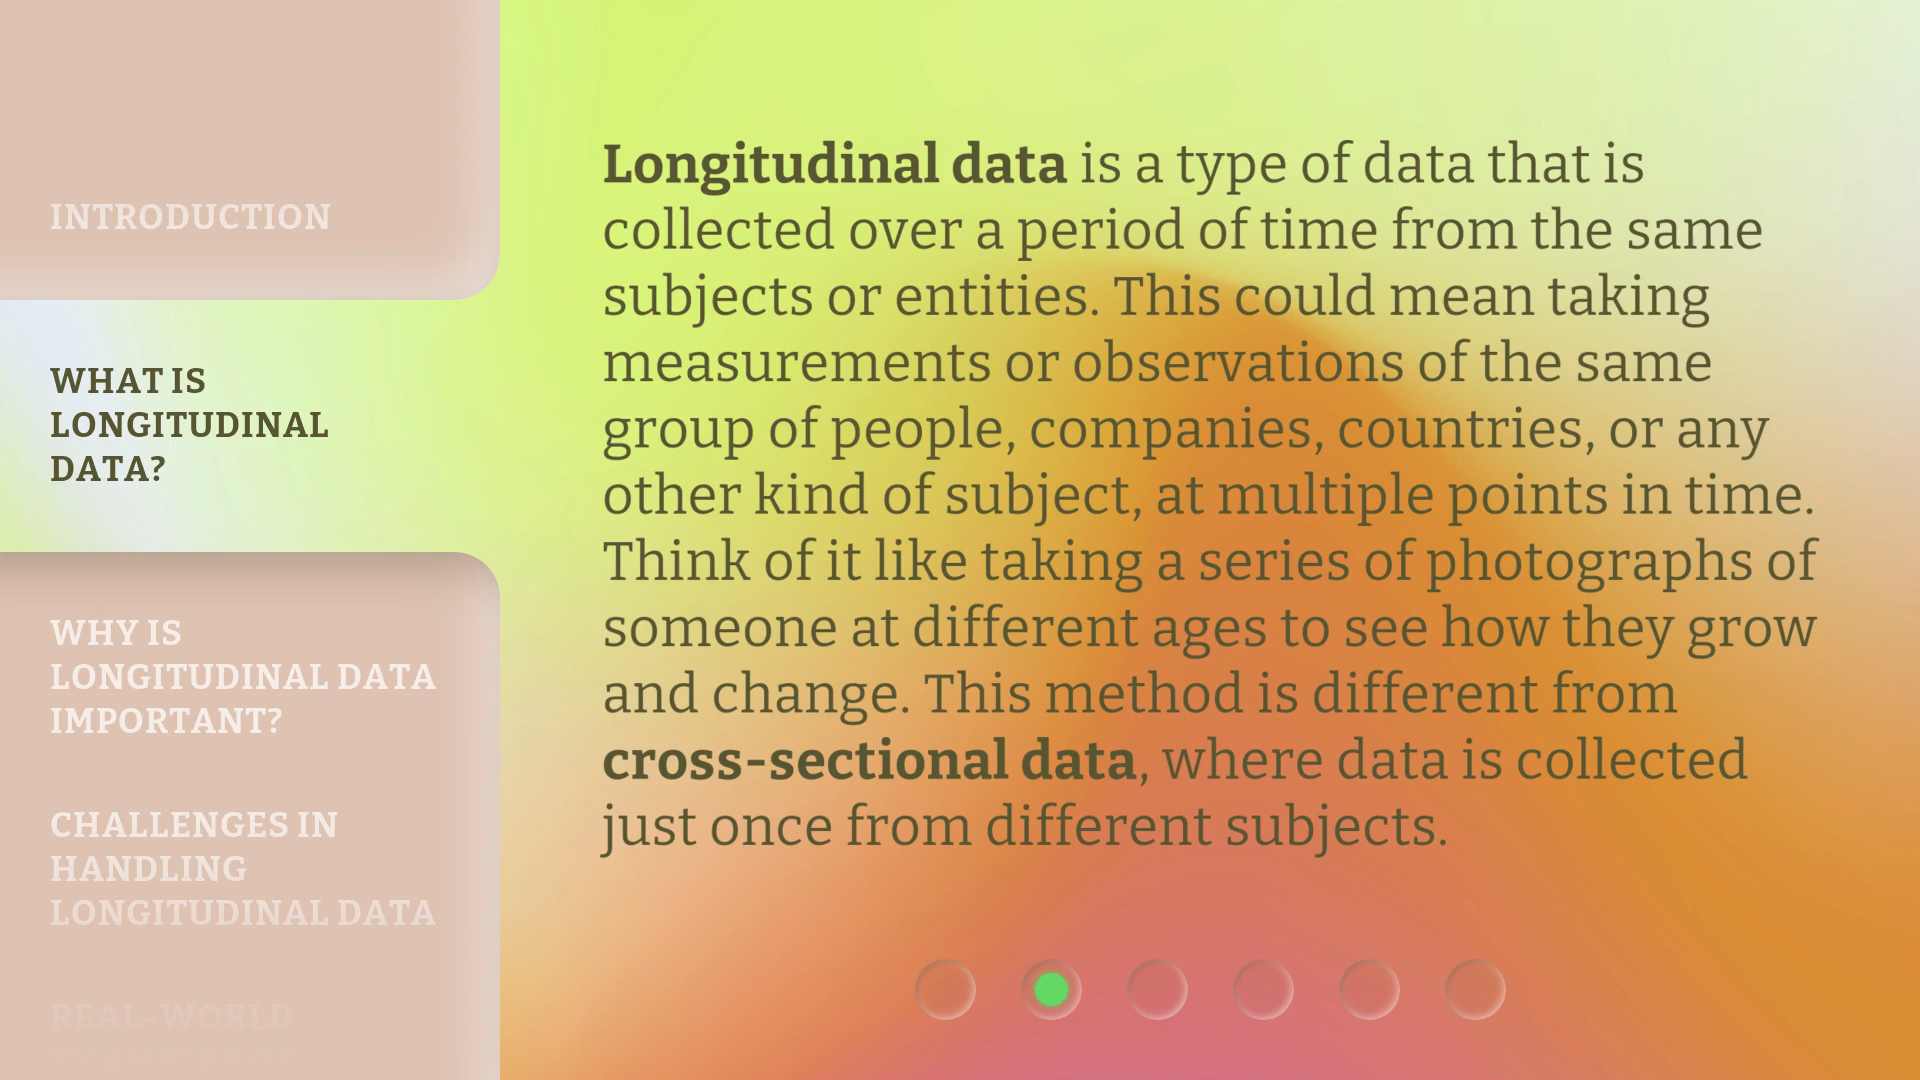 INTRODUCTION
WHAT IS
LONGITUDINAL
DATA?
WHY IS
LONGITUDINAL DATA
IMPORTANT?
CHALLENGES IN
HANDLING
LONGITUDINAL DATA
REAL-WORLD
Longitudinal data is a type of data that is
collected over a period of time from the same
subjects or entities. This could mean taking
measurements or observations of the same
group of people, companies, countries, or any
other kind of subject, at multiple points in time.
Think of it like taking a series of photographs of
someone at different ages to see how they grow
and change. This method is different from
cross-sectional data, where data is collected
just once from different subjects.